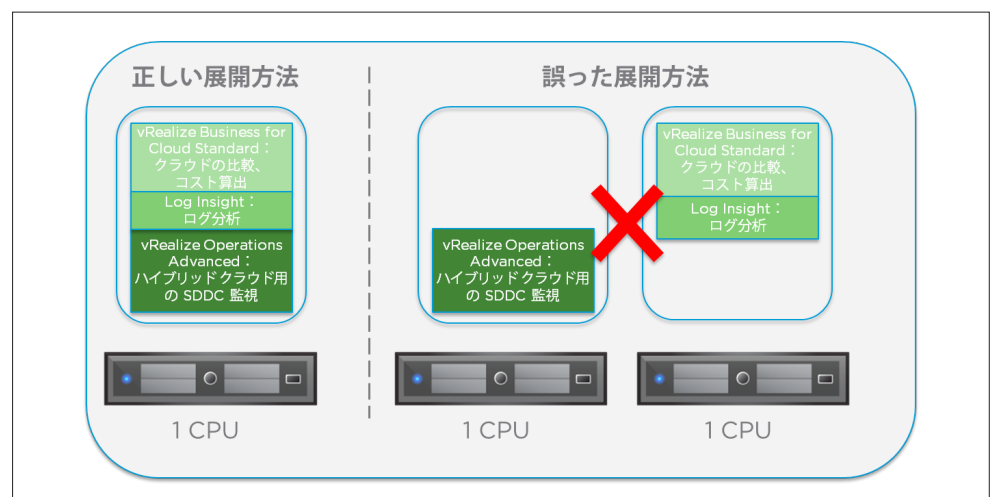 正しい展開方法
vRealize Business for
Cloud Standard：
クラウドの比較、
コスト算出
Log Insight：
ログ分析
vRealize Operations
Advanced：
ハイブリッド クラウド用
の SDDC 監視
1 CPU
誤った展開方法
vRealize Operations
Advanced：
ハイブリッド クラウド用
の SDDC 監視
1 CPU
vRealize Business for
Cloud Standard：
クラウドの比較、
コスト算出
Log Insight：
ログ分析
1 CPU